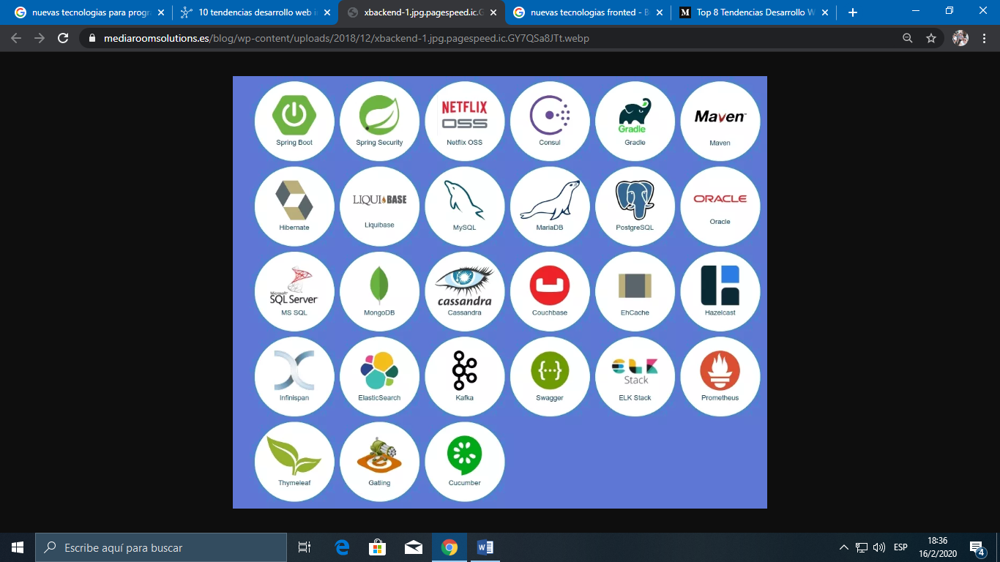 nuevas tecnologias para progra
10 tendencias desarrollo web i
xbackend-1.jpg.pagespeed.ic.G
nuevas tecnologias fronted - B
M Top 8 Tendencias Desarrollo W
mediaroomsolutions.es/blog/wp-content/uploads/2018/12/xbackend-1.jpg.pagespeed.ic.GY7QSa8JTt.webp
NETFLIX
OSS
Gradle
Maven™
Spring Boot
Spring Security
Netflix OSS
Consul
Gradle
Maven
LIQUIBASE
ORACLE
Hibernate
Liquibase
MySQL
MariaDB
PostgreSQL
Oracle
Microsoft
SQL Server
cassandra
MS SQL
MongoDB
Cassandra
Couchbase
EhCache
Hazelcast
{···}
ELK
Stack
Infinispan
ElasticSearch
Kafka
Swagger
ELK Stack
Prometheus
Thymeleaf
Gatling
Cucumber
Escribe aquí para buscar
ESP
18:36
16/2/2020
4